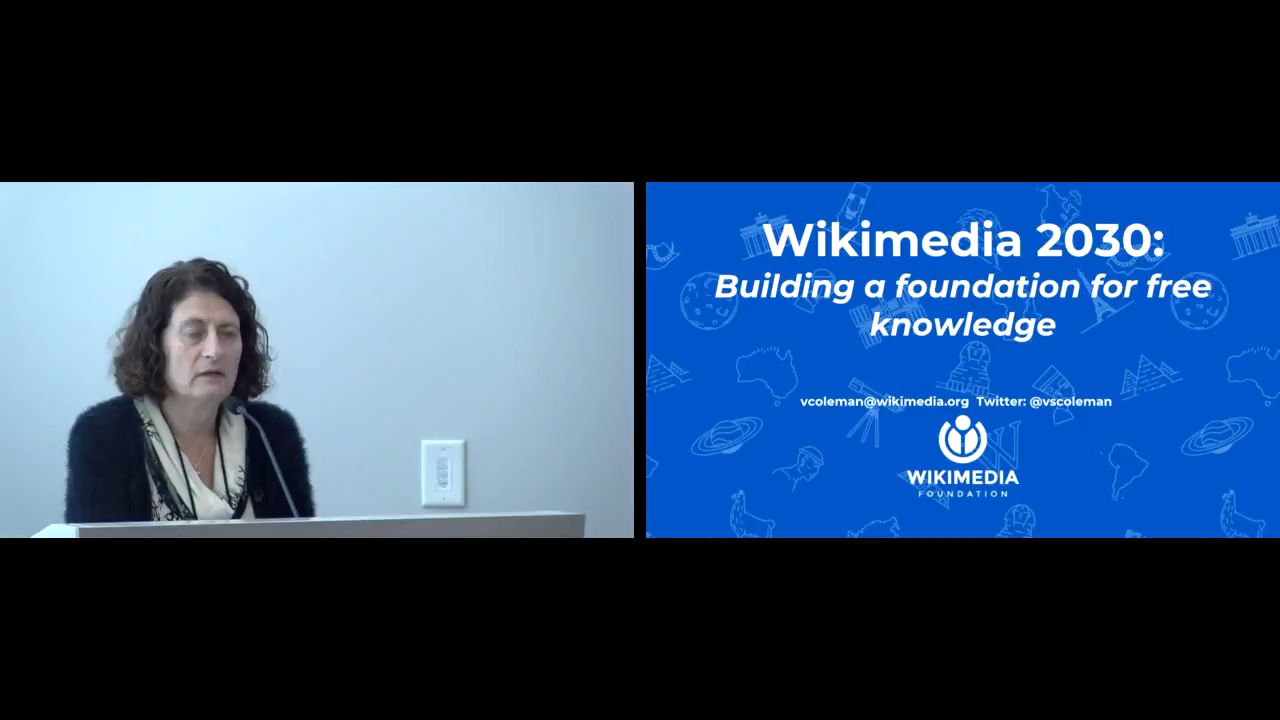 Wikimedia 2030:
Building a foundation for free
knowledge
vcoleman@wikimedia.org Twitter: @vscoleman
WIKIMEDIA
FOUNDATION